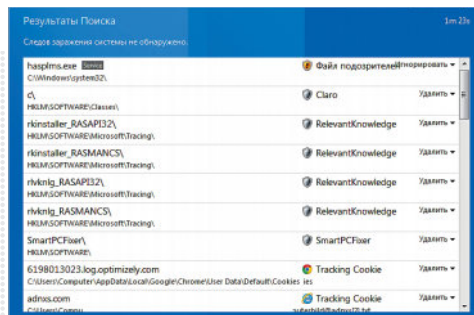 Результаты Поиска 1m 23s
Следов заражения системы не обнаружено.
hasplms.exe Service Файл подозрителен Игнорировать
C:\Windows\system32\
c\ Claro Удалить
HKLM\SOFTWARE\Classes\
rkinstaller_RASAPI32\ RelevantKnowledge Удалить
HKLM\SOFTWARE\Microsoft\Tracing\
rkinstaller_RASMANCS\ RelevantKnowledge Удалить
HKLM\SOFTWARE\Microsoft\Tracing\
rlvknlg_RASAPI32\ RelevantKnowledge Удалить
HKLM\SOFTWARE\Microsoft\Tracing\
rlvknlg_RASMANCS\ RelevantKnowledge Удалить
HKLM\SOFTWARE\Microsoft\Tracing\
SmartPCFixer\ SmartPCFixer Удалить
HKLM\SOFTWARE\
6198013023.log.optimizely.com Tracking Cookie Удалить
C:\Users\Computer\AppData\Local\Google\Chrome\User Data\Default\Cookies ies
adnxs.com Tracking Cookie Удалить